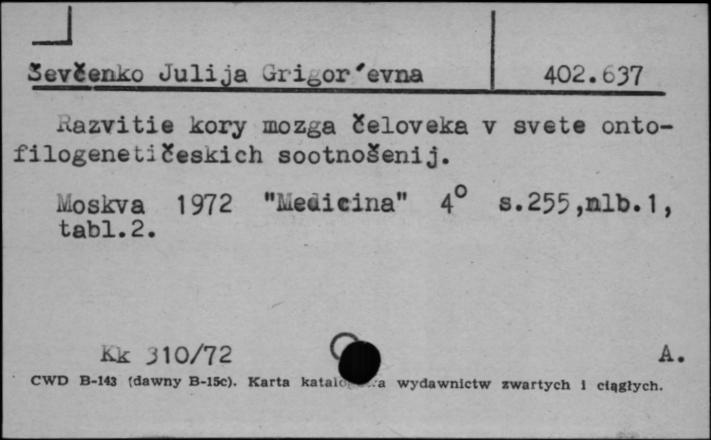 Ševčenko Julija Grigor'evna 402.637
Razvitie kory mozga čeloveka v svete onto-
filogenetičeskich sootnošenij.
Moskva 1972 "Medicina" 4° s.255,nlb.1,
tabl.2.
Kk 310/72 A.
CWD B-143 (dawny B-15c). Karta wydawnictw zwartych i ciągłych.